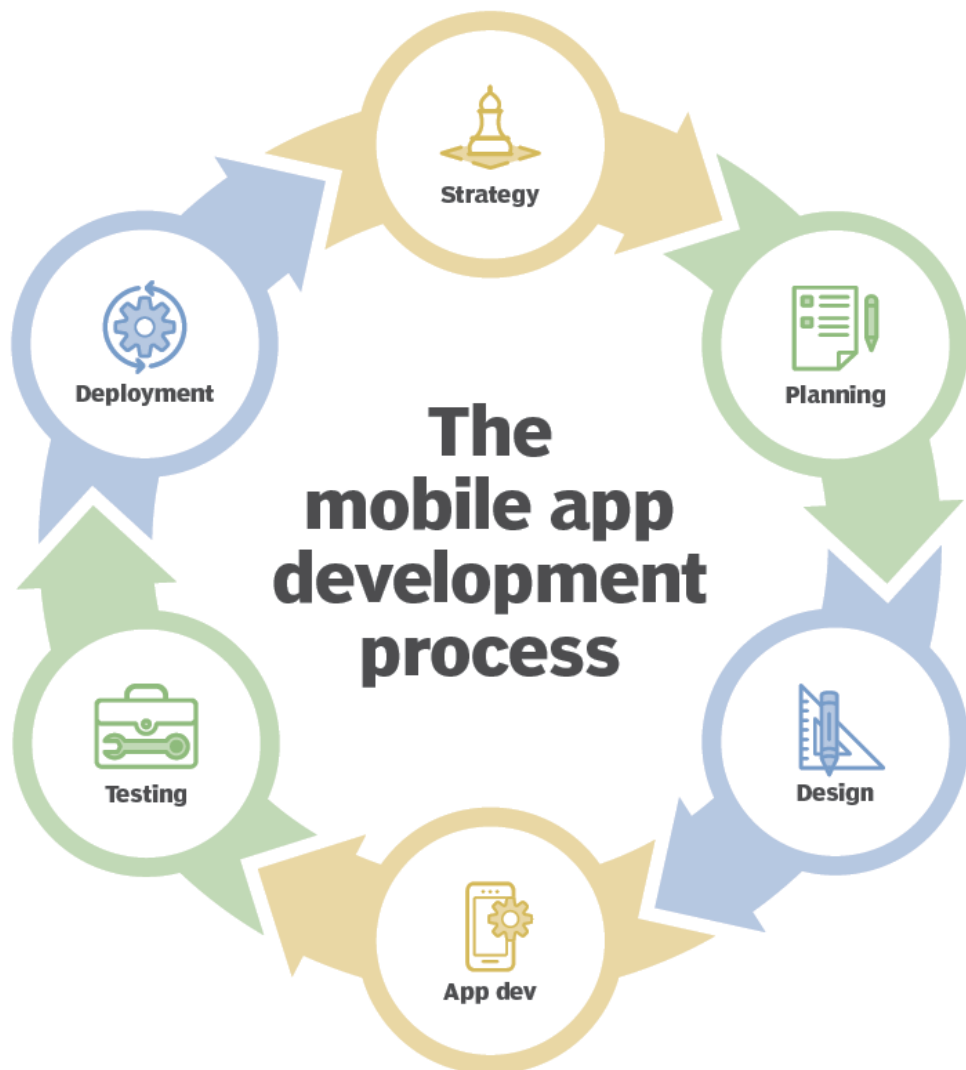 Strategy
Planning
Design
App dev
Testing
Deployment
The
mobile app
development
process